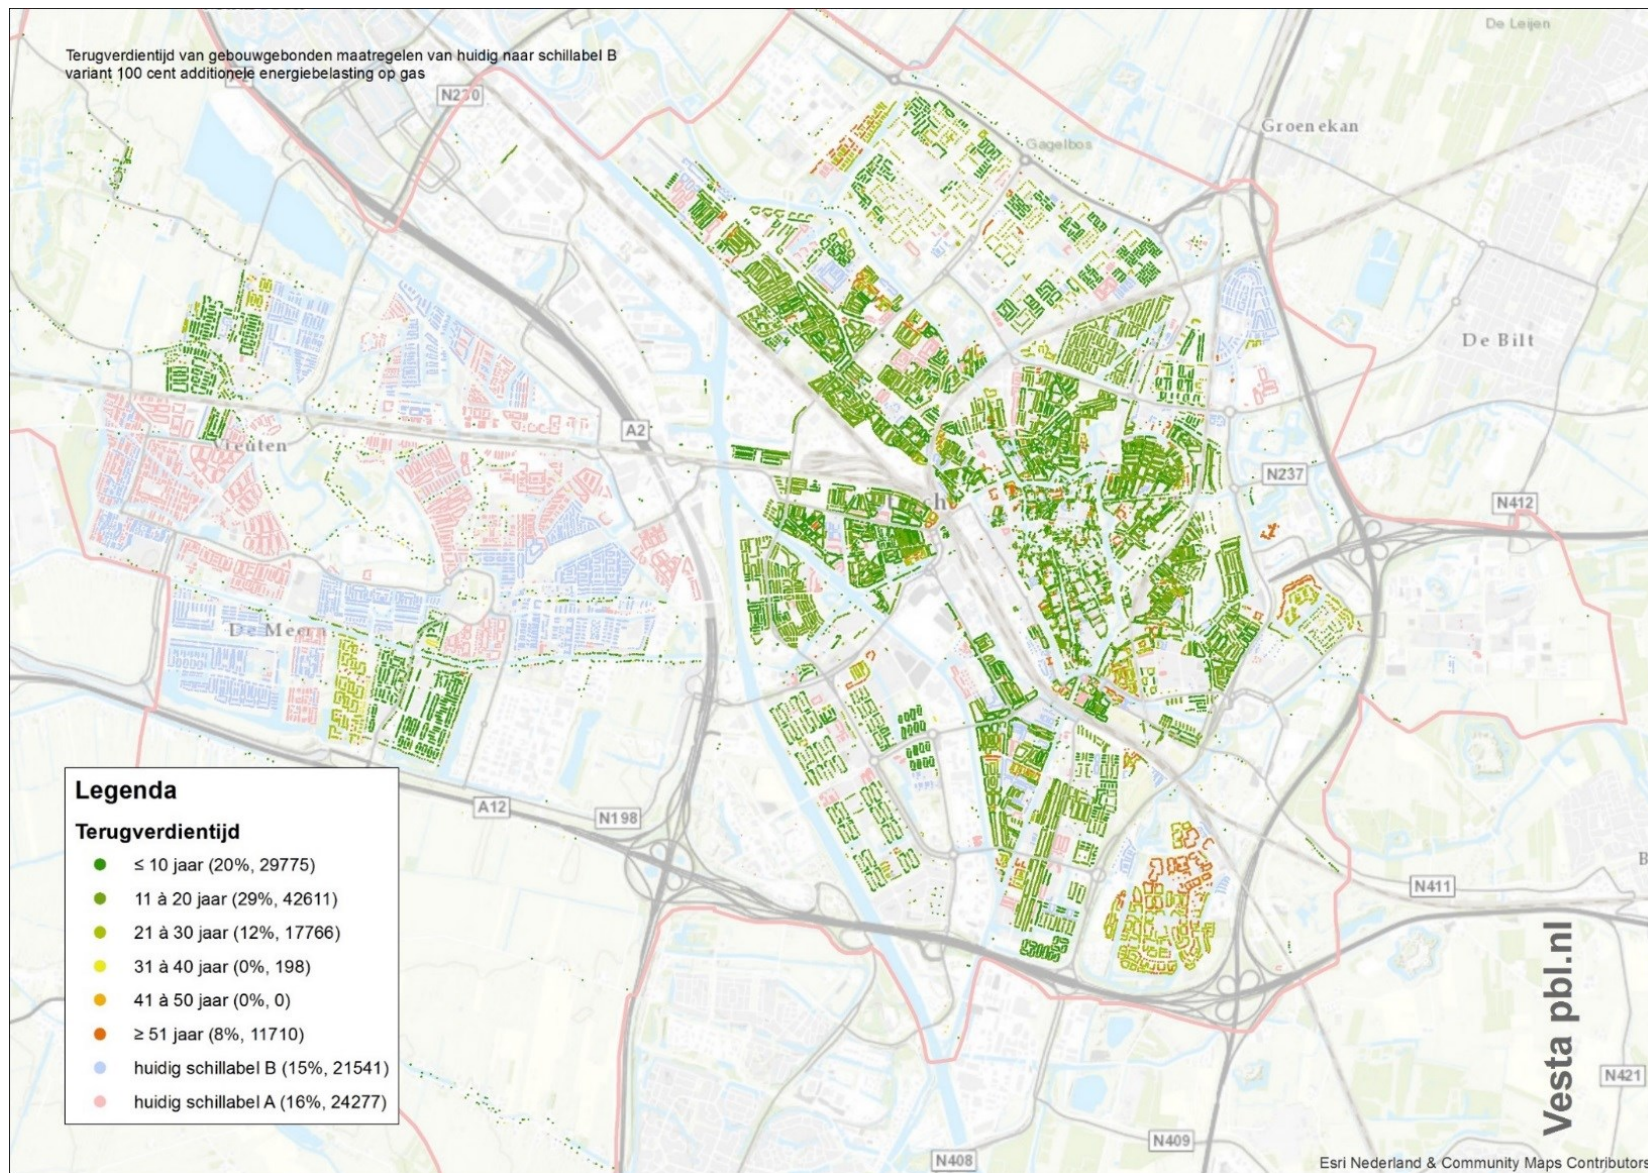 Terugverdientijd van gebouwgebonden maatregelen van huidig naar schillabel B
variant 100 cent additionele energiebelasting op gas
De Leijen
N230
Groenekan
Gagelbos
De Bilt
A2
N237
N412
De Meern
A12
N198
N411
N421
N409
N408
Legenda
Terugverdientijd
≤ 10 jaar (20%, 29775)
11 à 20 jaar (29%, 42611)
21 à 30 jaar (12%, 17766)
31 à 40 jaar (0%, 198)
41 à 50 jaar (0%, 0)
≥ 51 jaar (8%, 11710)
huidig schillabel B (15%, 21541)
huidig schillabel A (16%, 24277)
Vesta pbl.nl
Esri Nederland & Community Maps Contributors